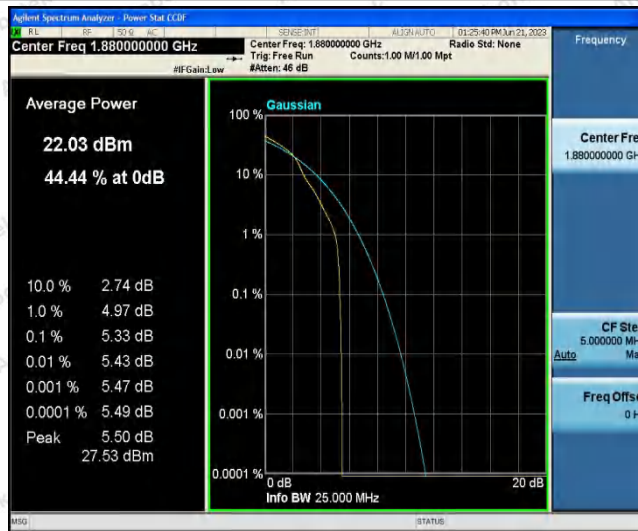 Agilent Spectrum Analyzer - Power Stat CCDF
RL RF 50 Ω AC SENSE:INT ALIGN AUTO 01:25:40 PM Jun 21, 2023
Center Freq 1.880000000 GHz
Center Freq: 1.880000000 GHz Radio Std: None
Trig: Free Run Counts:1.00 M/1.00 Mpt
#IFGain:Low #Atten: 46 dB
Frequency
Average Power
22.03 dBm
44.44 % at 0dB
10.0 % 2.74 dB
1.0 % 4.97 dB
0.1 % 5.33 dB
0.01 % 5.43 dB
0.001 % 5.47 dB
0.0001 % 5.49 dB
Peak 5.50 dB
27.53 dBm
Gaussian
100 %
10 %
1 %
0.1 %
0.01 %
0.001 %
0.0001 %
0 dB 20 dB
Info BW 25.000 MHz
Center Fre
1.880000000 GH
CF Ste
5.000000 MH
Auto Ma
Freq Offse
0 H
MSG STATUS